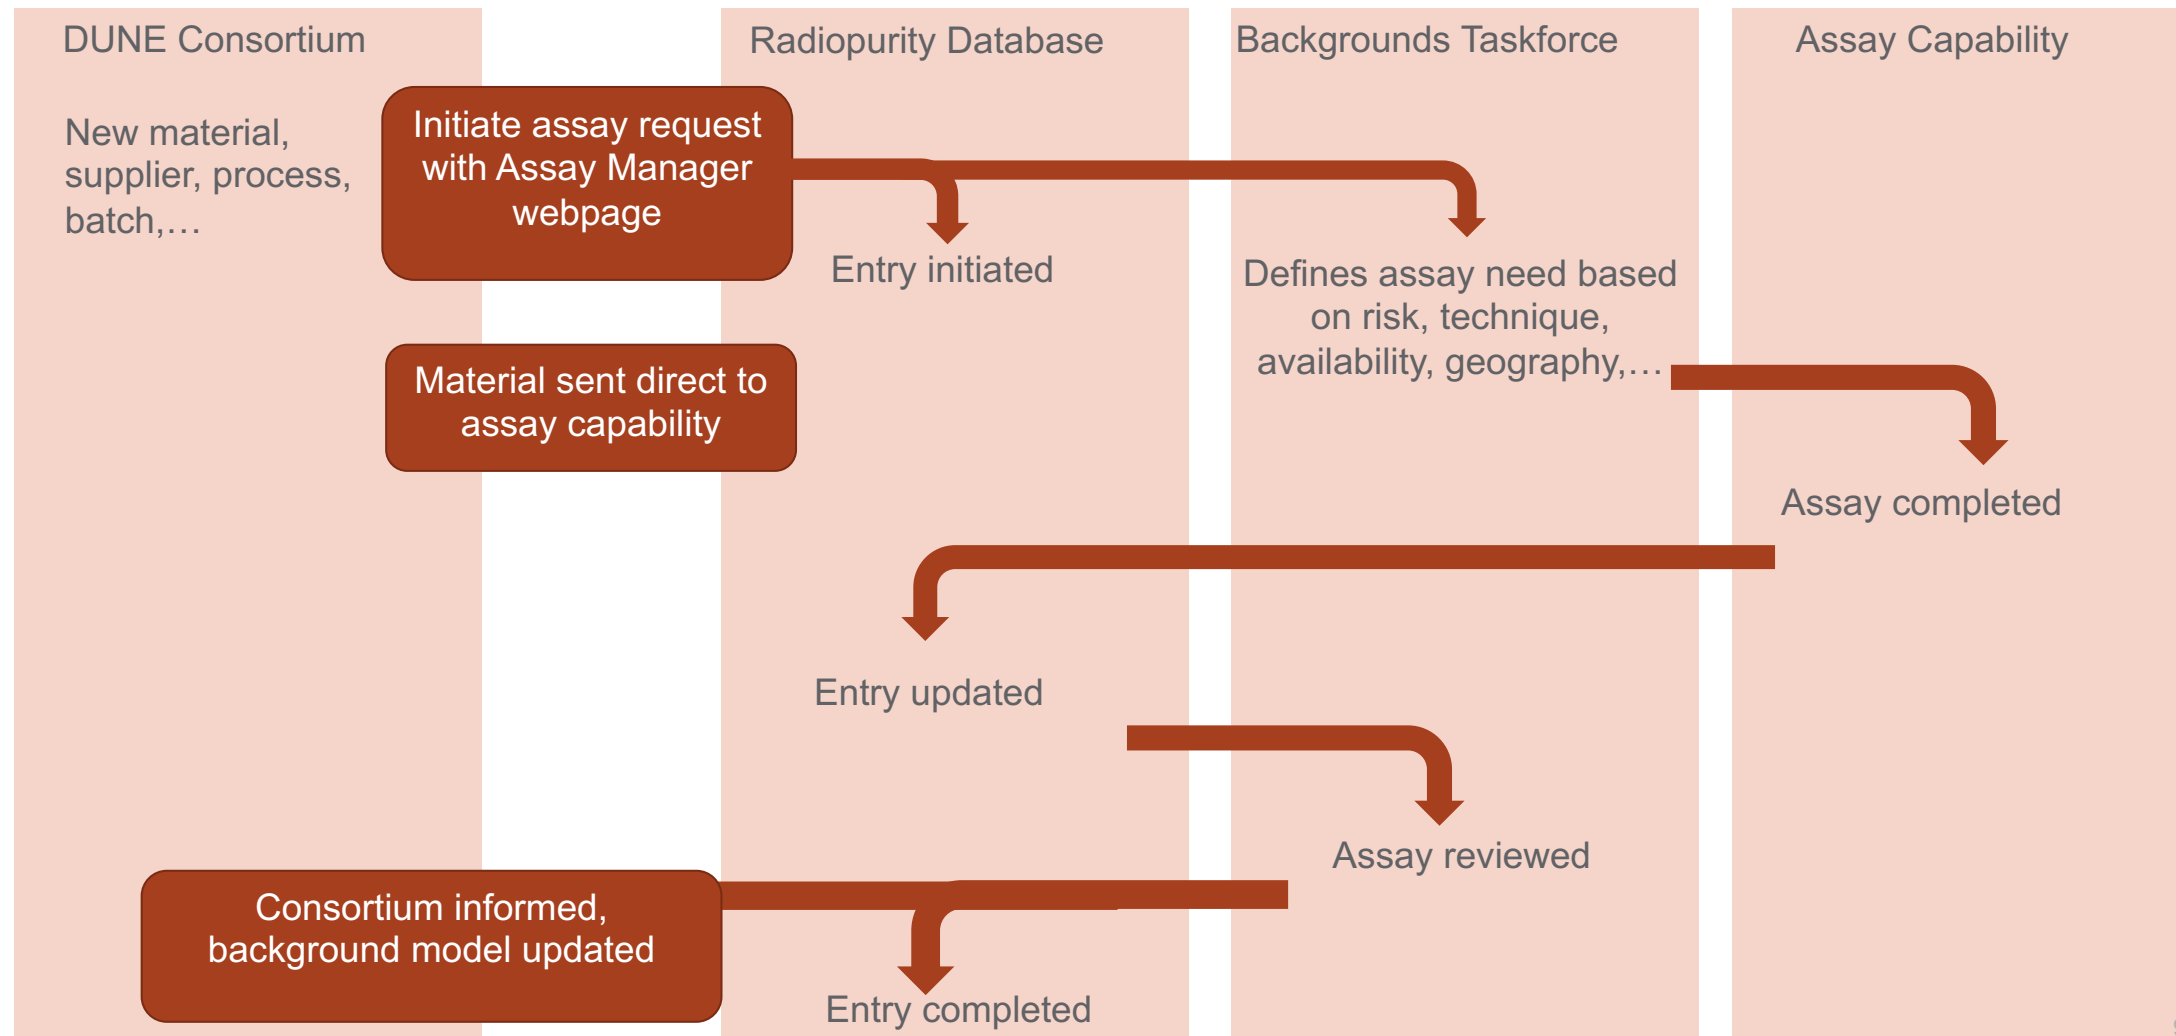 DUNE Consortium
Radiopurity Database
Backgrounds Taskforce
Assay Capability
New material,
supplier, process,
batch,…
Initiate assay request
with Assay Manager
webpage
Entry initiated
Defines assay need based
on risk, technique,
availability, geography,…
Material sent direct to
assay capability
Assay completed
Entry updated
Assay reviewed
Consortium informed,
background model updated
Entry completed